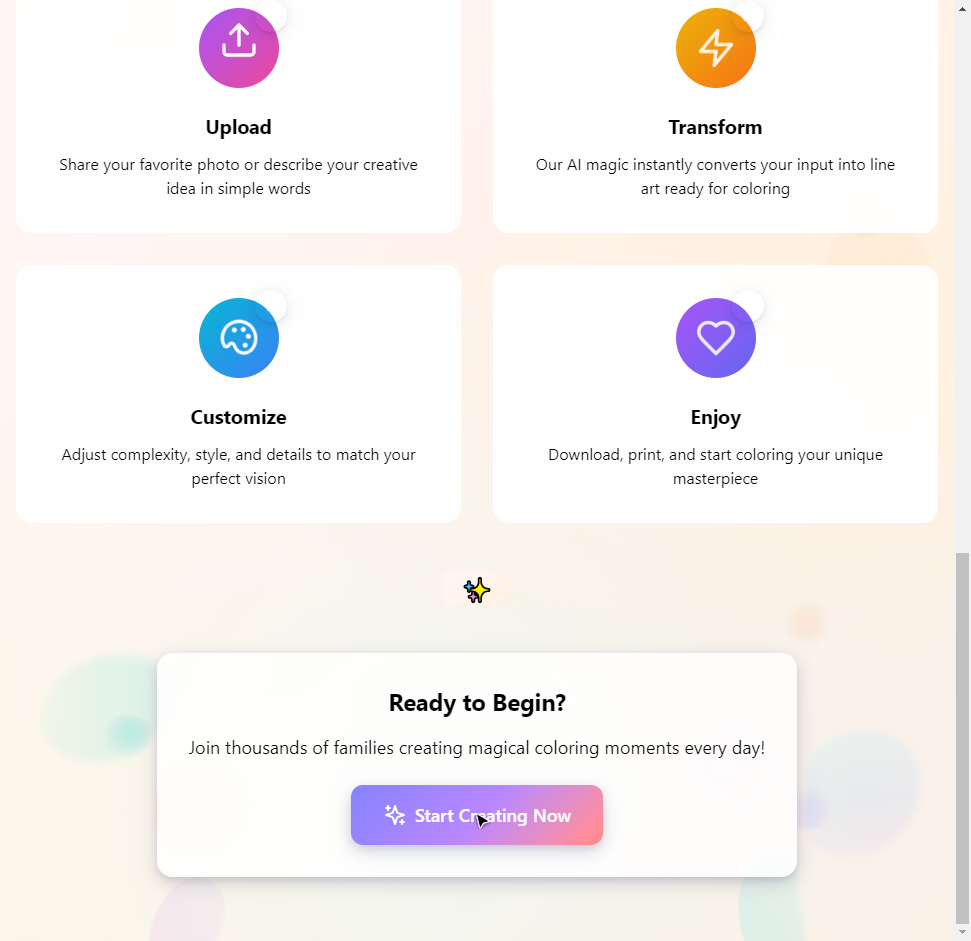 Upload
Share your favorite photo or describe your creative
idea in simple words
Transform
Our AI magic instantly converts your input into line
art ready for coloring
Customize
Adjust complexity, style, and details to match your
perfect vision
Enjoy
Download, print, and start coloring your unique
masterpiece
Ready to Begin?
Join thousands of families creating magical coloring moments every day!
Start Creating Now